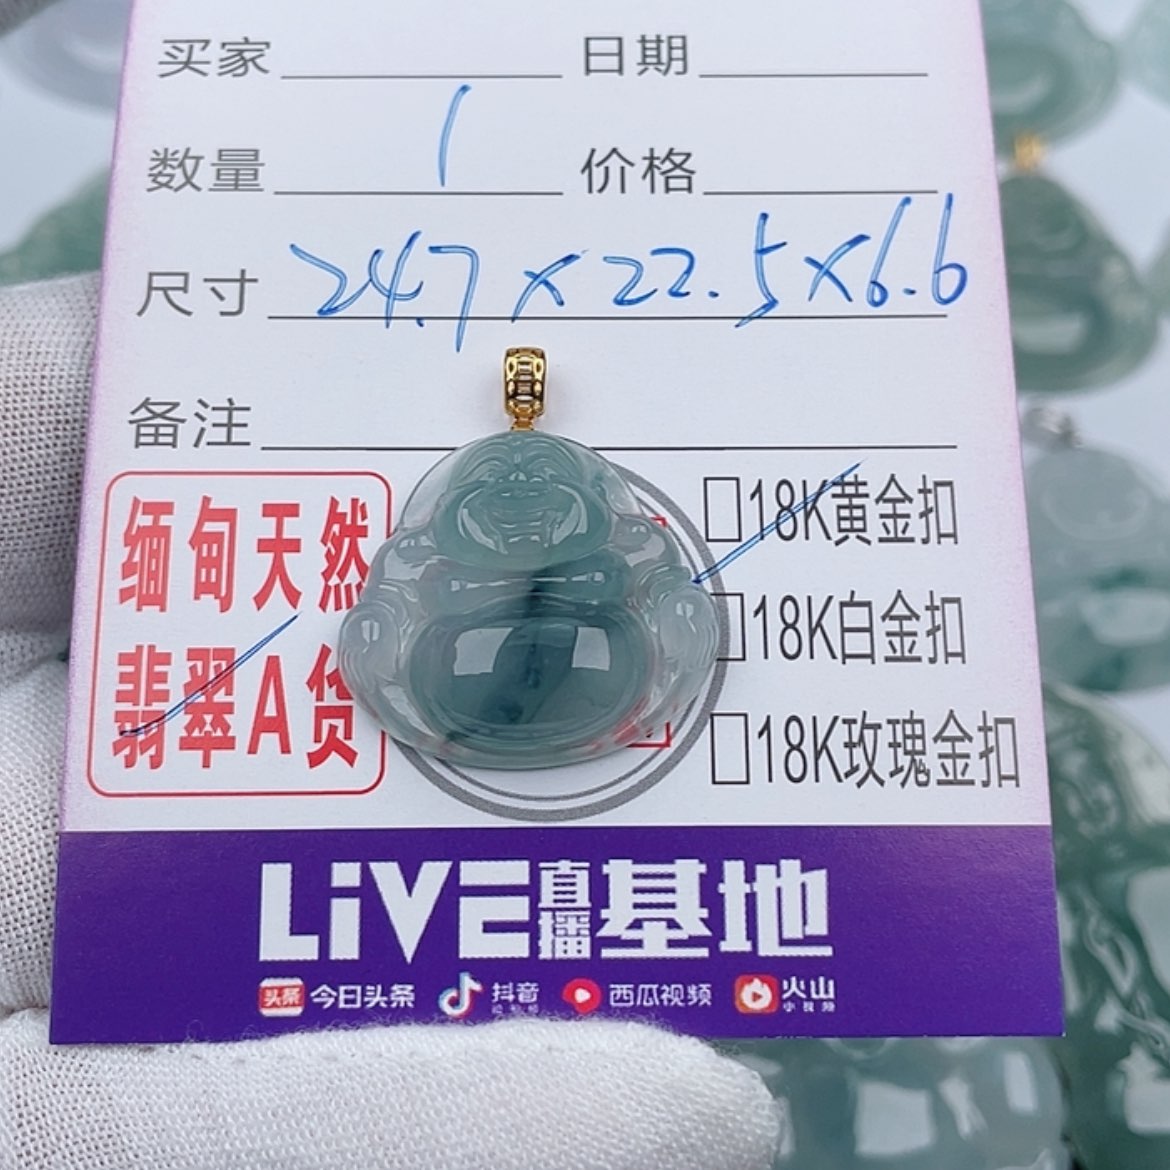 买家 日期
数量 1 价格
尺寸 24.7×22.5×6.6
备注
缅甸天然
翡翠A货
□18K黄金扣
□18K白金扣
□18K玫瑰金扣
LiVE直播基地
头条 今日头条 抖音 西瓜视频 火山